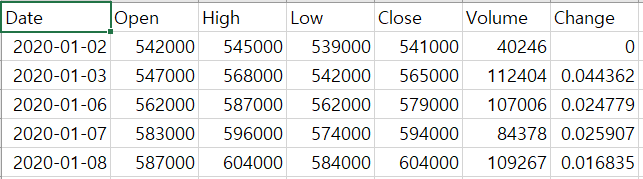 Date Open High Low Close Volume Change
2020-01-02 542000 545000 539000 541000 40246 0
2020-01-03 547000 568000 542000 565000 112404 0.044362
2020-01-06 562000 587000 562000 579000 107006 0.024779
2020-01-07 583000 596000 574000 594000 84378 0.025907
2020-01-08 587000 604000 584000 604000 109267 0.016835